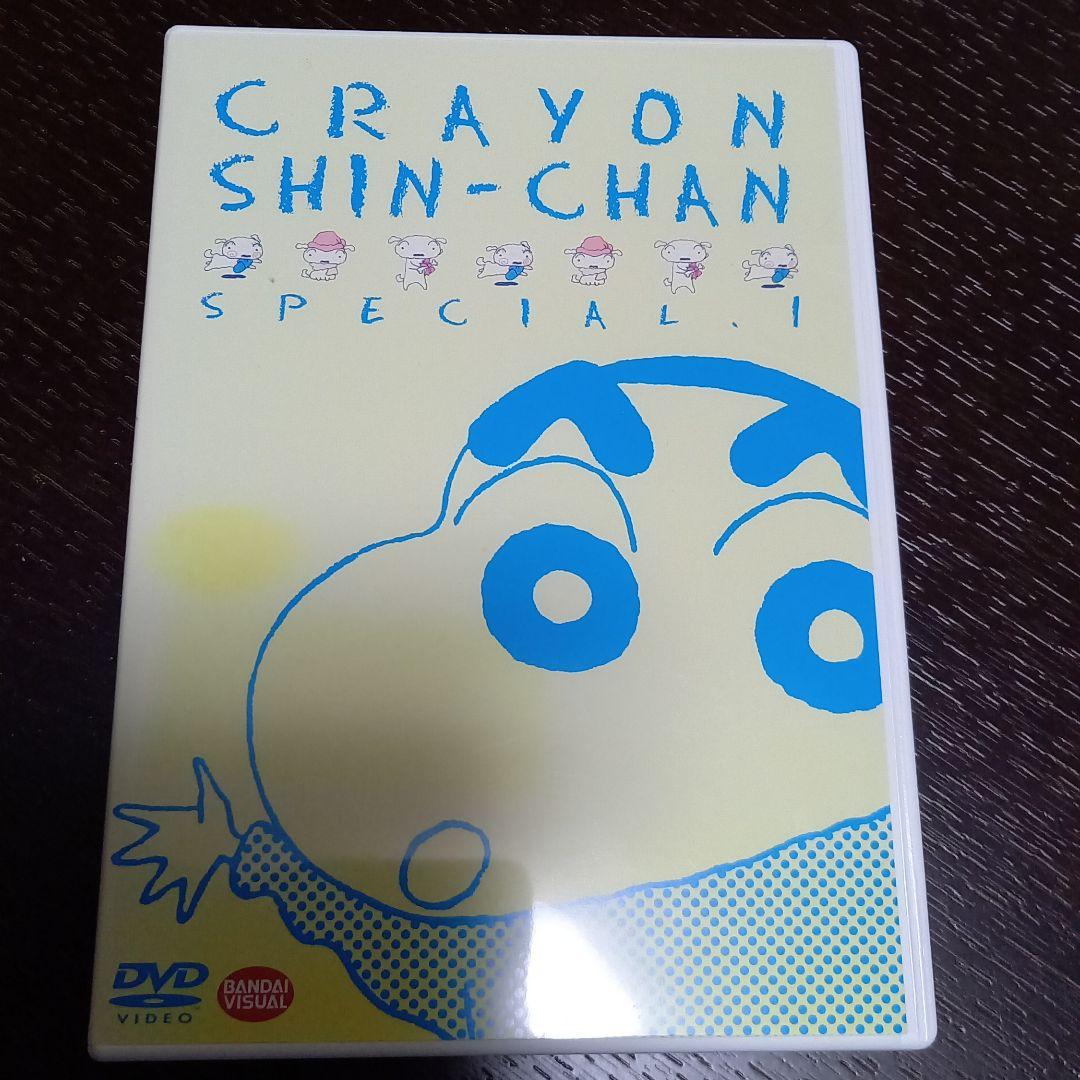 CRAYON
SHIN-CHAN
SPECIAL.1
DVD
VIDEO
BANDAI
VISUAL